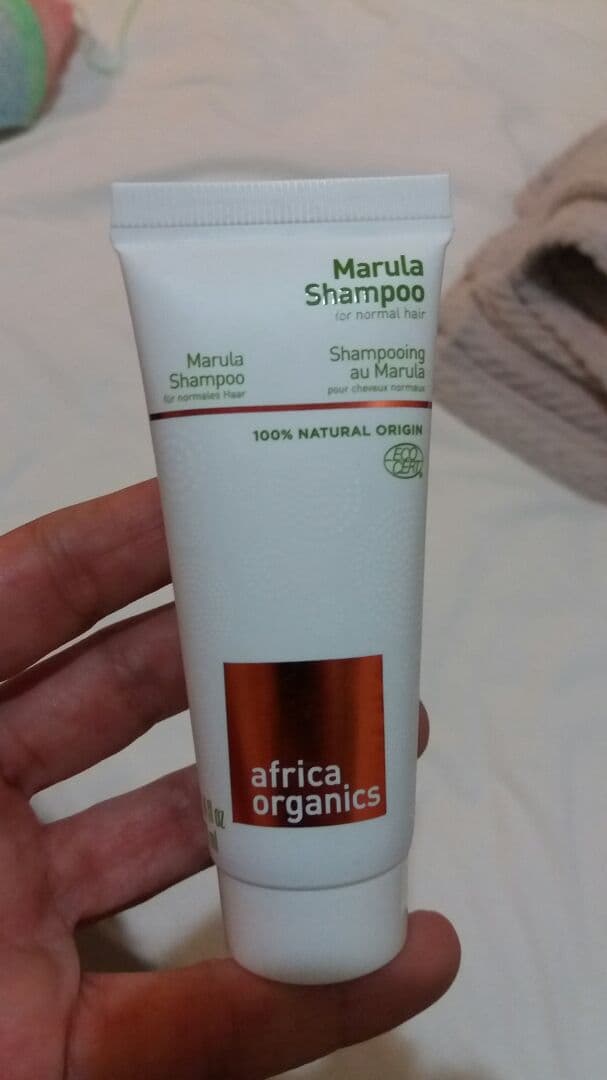 Marula
Shampoo
for normal hair
Marula
Shampoo
für normales Haar
Shampooing
au Marula
pour cheveux normaux
100% NATURAL ORIGIN
ECO
CERT
africa
organics
fl oz
ml